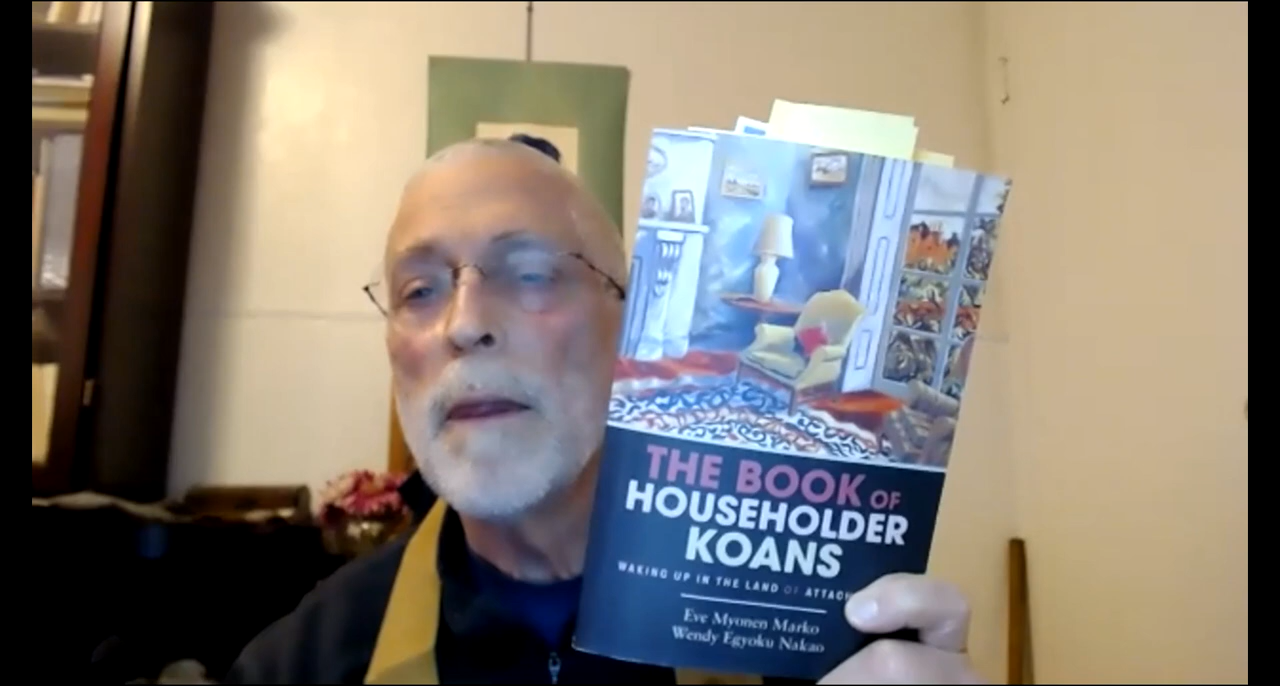 THE BOOK OF
HOUSEHOLDER
KOANS
WAKING UP IN THE LAND OF
Eve Myonen Marko
Wendy Egyoku Nakao